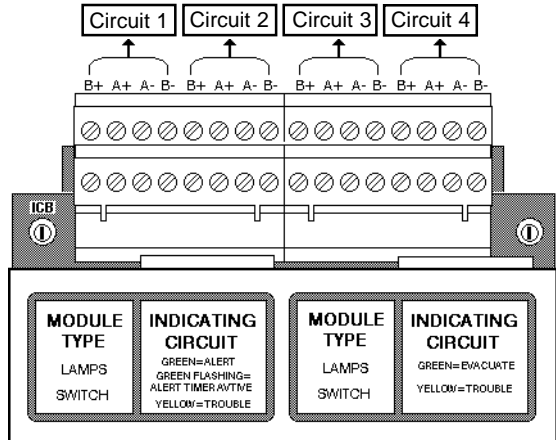 Circuit 1 Circuit 2 Circuit 3 Circuit 4
B+ A+ A- B- B+ A+ A- B- B+ A+ A- B- B+ A+ A- B-
ICB
MODULE TYPE
LAMPS
SWITCH
INDICATING CIRCUIT
GREEN=ALERT
GREEN FLASHING=
ALERT TIMER AVTIVE
YELLOW=TROUBLE
MODULE TYPE
LAMPS
SWITCH
INDICATING CIRCUIT
GREEN=EVACUATE
YELLOW=TROUBLE